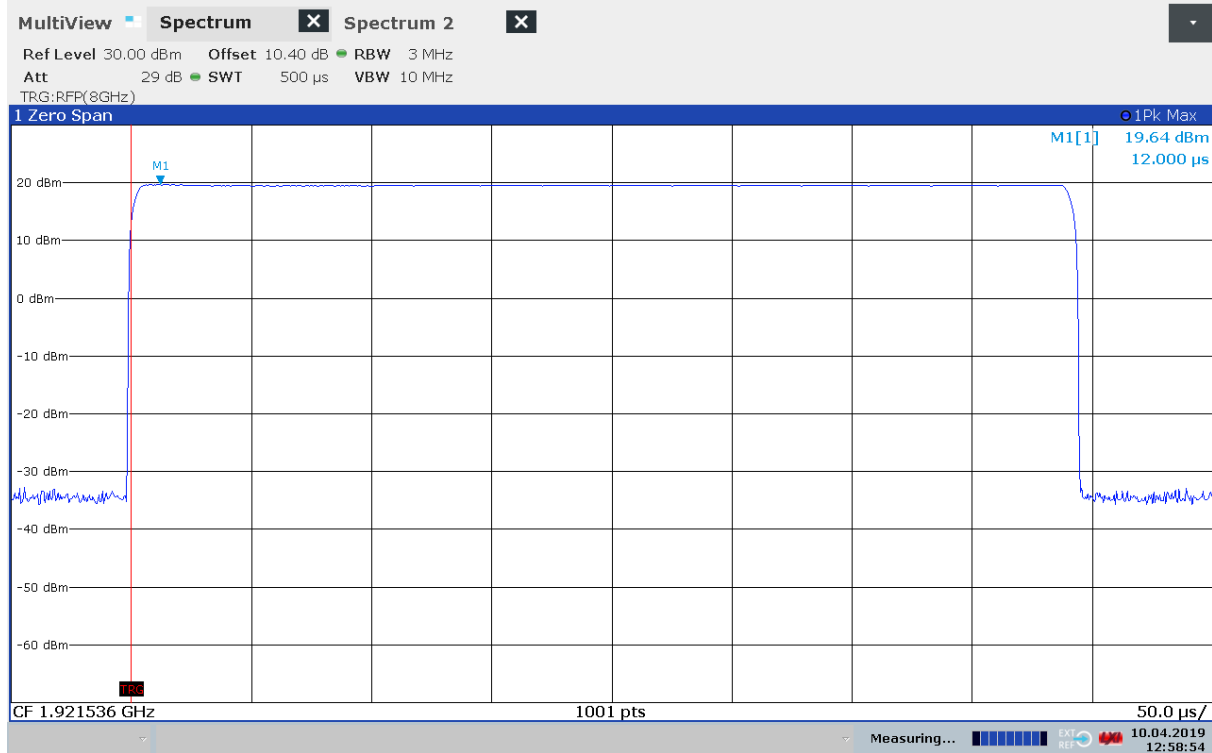 MultiView Spectrum X Spectrum 2 X
Ref Level 30.00 dBm Offset 10.40 dB RBW 3 MHz
Att 29 dB SWT 500 µs VBW 10 MHz
TRG:RFP(8GHz)
1 Zero Span 1Pk Max
M1[1] 19.64 dBm
12.000 µs
M1
20 dBm
10 dBm
0 dBm
-10 dBm
-20 dBm
-30 dBm
-40 dBm
-50 dBm
-60 dBm
TRG
CF 1.921536 GHz 1001 pts 50.0 µs/
Measuring... EXT REF 10.04.2019
12:58:54